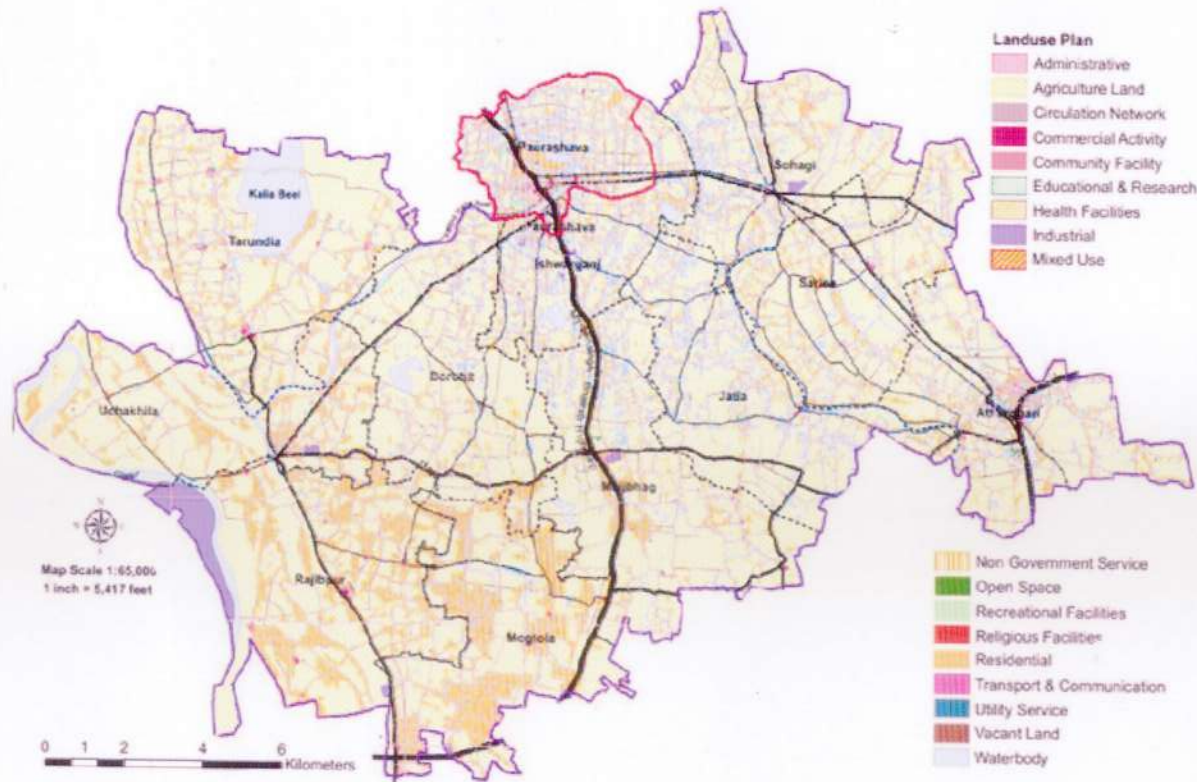 Landuse Plan
Administrative
Agriculture Land
Circulation Network
Commercial Activity
Community Facility
Educational & Research
Health Facilities
Industrial
Mixed Use
Paurashava
Sohagi
Kalia Beel
Tarundia
Paurashava
Ishwarganj
Sarisa
Uchakhila
Jatia
Maijbhag
Map Scale 1:65,000
1 inch = 5,417 feet
Rajibpur
Mogtola
Non Government Service
Open Space
Recreational Facilities
Religious Facilities
Residential
Transport & Communication
Utility Service
Vacant Land
Waterbody
0 1 2 4 6
Kilometers